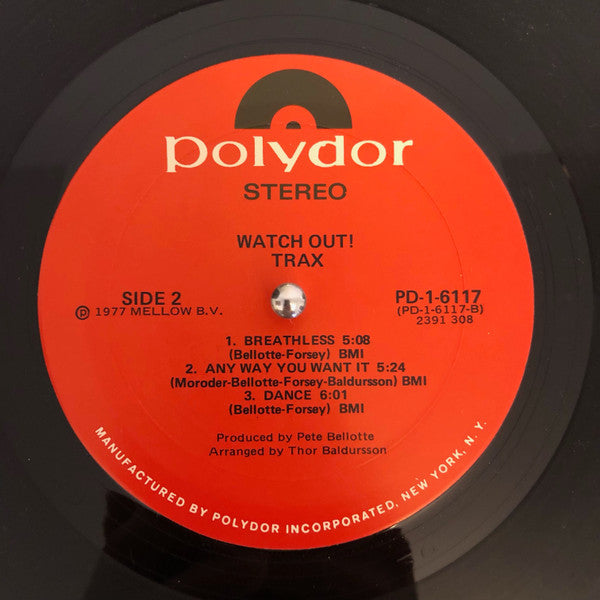 polydor
STEREO
WATCH OUT!
TRAX
SIDE 2
℗ 1977 MELLOW B.V.
PD-1-6117
(PD-1-6117-B)
2391 308
1. BREATHLESS 5:08
(Bellotte-Forsey) BMI
2. ANY WAY YOU WANT IT 5:24
(Moroder-Bellotte-Forsey-Baldursson) BMI
3. DANCE 6:01
(Bellotte-Forsey) BMI
Produced by Pete Bellotte
Arranged by Thor Baldursson
MANUFACTURED BY POLYDOR INCORPORATED, NEW YORK, N. Y.